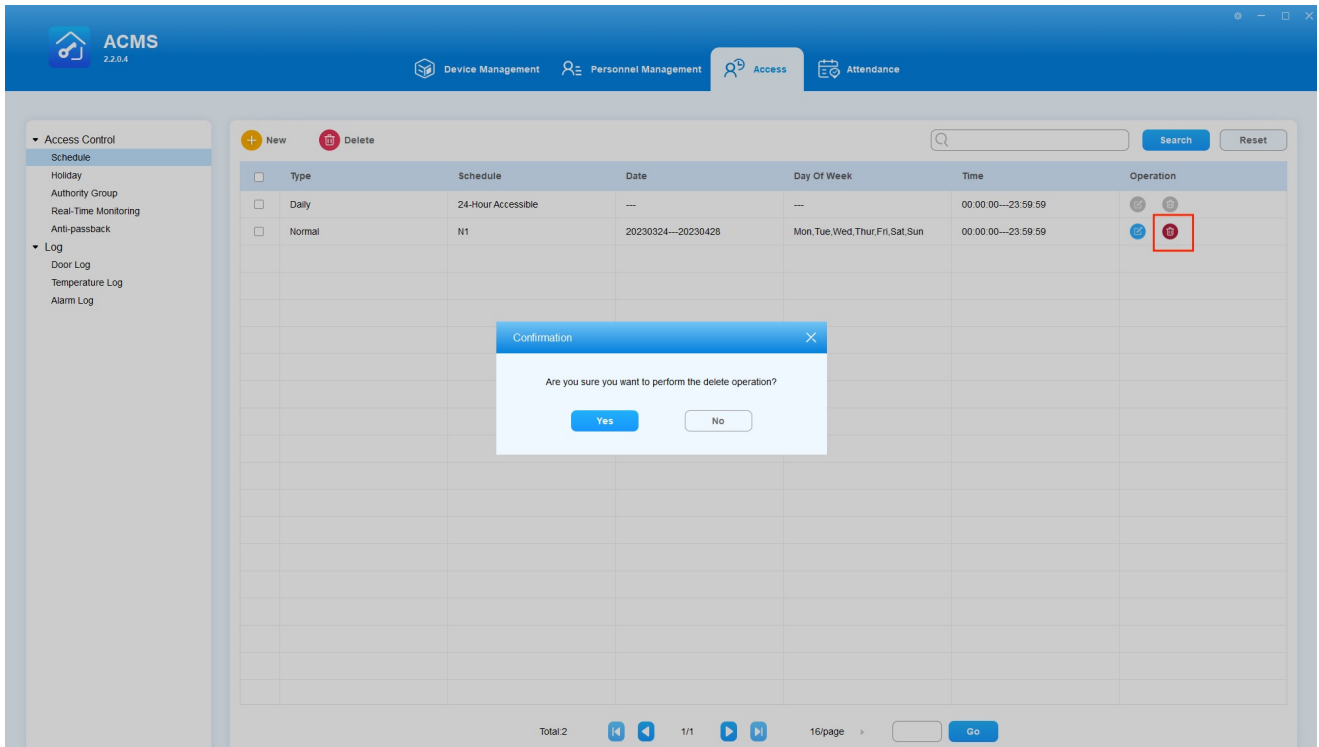 ACMS
2.2.0.4
Device Management Personnel Management Access Attendance
Access Control
Schedule
Holiday
Authority Group
Real-Time Monitoring
Anti-passback
Log
Door Log
Temperature Log
Alarm Log
New Delete Search Reset
Type Schedule Date Day Of Week Time Operation
Daily 24-Hour Accessible --- --- 00:00:00---23:59:59
Normal N1 20230324---20230428 Mon,Tue,Wed,Thur,Fri,Sat,Sun 00:00:00---23:59:59
Confirmation
Are you sure you want to perform the delete operation?
Yes No
Total:2 1/1 16/page Go